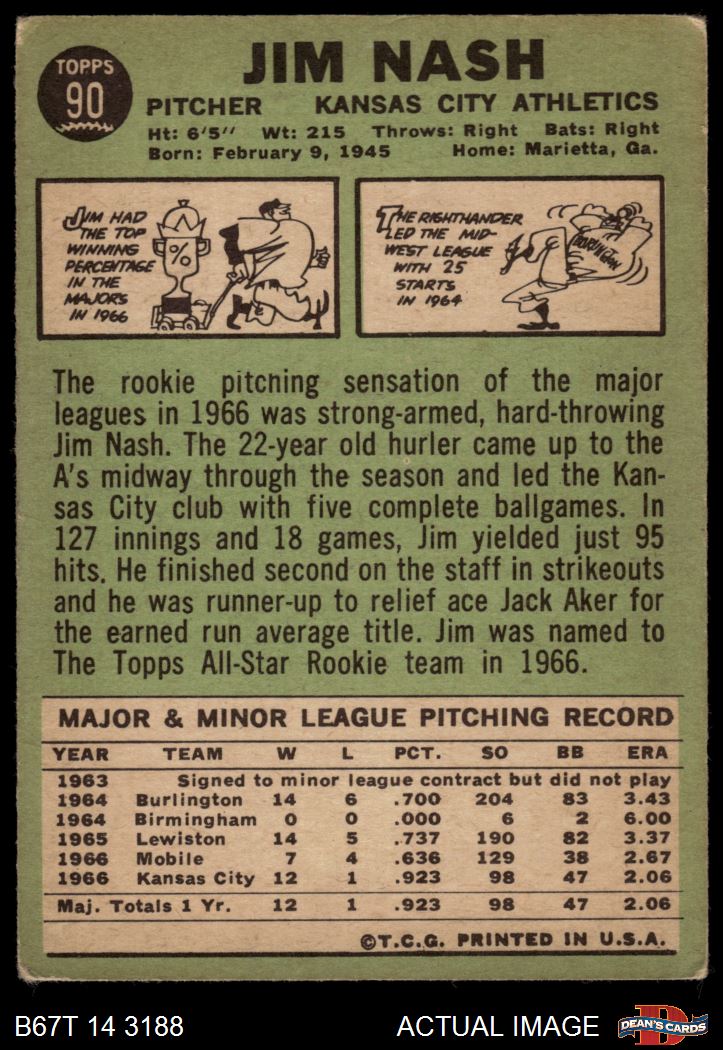 TOPPS
90
JIM NASH
PITCHER KANSAS CITY ATHLETICS
Ht: 6'5" Wt: 215 Throws: Right Bats: Right
Born: February 9, 1945 Home: Marietta, Ga.
JIM HAD
THE TOP
WINNING
PERCENTAGE
IN THE
MAJORS
IN 1966
%
THE RIGHTHANDER
LED THE MID-
WEST LEAGUE
WITH 25
STARTS
IN 1964
The rookie pitching sensation of the major
leagues in 1966 was strong-armed, hard-throwing
Jim Nash. The 22-year old hurler came up to the
A's midway through the season and led the Kan-
sas City club with five complete ballgames. In
127 innings and 18 games, Jim yielded just 95
hits. He finished second on the staff in strikeouts
and he was runner-up to relief ace Jack Aker for
the earned run average title. Jim was named to
The Topps All-Star Rookie team in 1966.
MAJOR & MINOR LEAGUE PITCHING RECORD
YEAR TEAM W L PCT. SO BB ERA
1963 Signed to minor league contract but did not play
1964 Burlington 14 6 .700 204 83 3.43
1964 Birmingham 0 0 .000 6 2 6.00
1965 Lewiston 14 5 .737 190 82 3.37
1966 Mobile 7 4 .636 129 38 2.67
1966 Kansas City 12 1 .923 98 47 2.06
Maj. Totals 1 Yr. 12 1 .923 98 47 2.06
©T.C.G. PRINTED IN U.S.A.
B67T 14 3188 ACTUAL IMAGE
DEAN'S CARDS